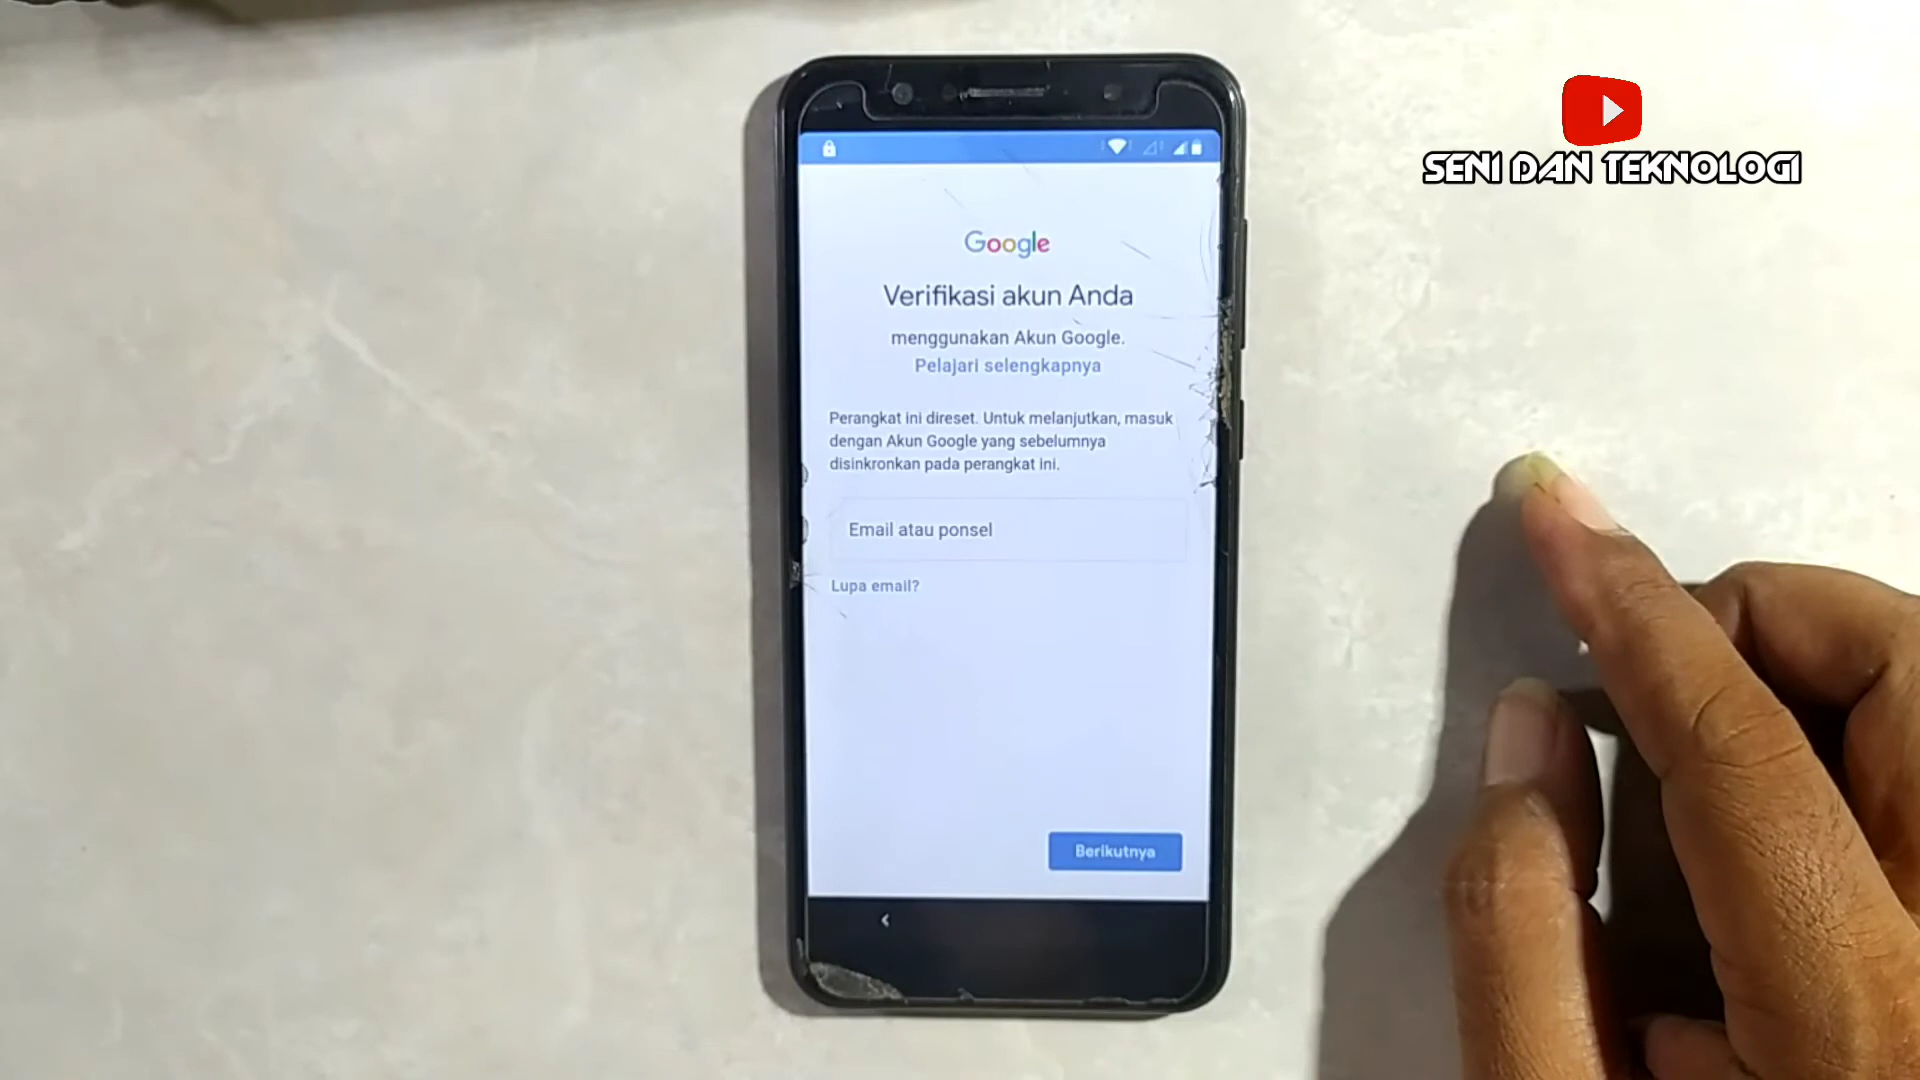 SENI DAN TEKNOLOGI
Google
Verifikasi akun Anda
menggunakan Akun Google.
Pelajari selengkapnya
Perangkat ini direset. Untuk melanjutkan, masuk
dengan Akun Google yang sebelumnya
disinkronkan pada perangkat ini.
Email atau ponsel
Lupa email?
Berikutnya